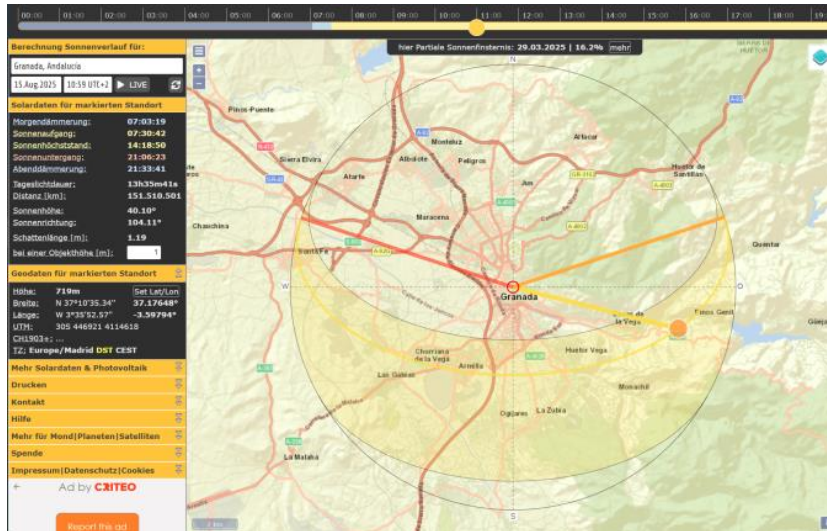 00:00 01:00 02:00 03:00 04:00 05:00 06:00 07:00 08:00 09:00 10:00 11:00 12:00 13:00 14:00 15:00 16:00 17:00 18:00 19:
Berechnung Sonnenverlauf für:
Granada, Andalucía
15.Aug.2025 10:59 UTC+2 LIVE
Solardaten für markierten Standort
Morgendämmerung: 07:03:19
Sonnenaufgang: 07:30:42
Sonnenhöchststand: 14:18:50
Sonnenuntergang: 21:06:23
Abenddämmerung: 21:33:41
Tageslichtdauer: 13h35m41s
Distanz [km]: 151.510.501
Sonnenhöhe: 40.10°
Sonnenrichtung: 104.11°
Schattenlänge [m]: 1.19
bei einer Objekthöhe [m]: 1
Geodaten für markierten Standort
Höhe: 719m Set Lat/Lon
Breite: N 37°10'35.34" 37.17648°
Länge: W 3°35'52.57" -3.59794°
UTM: 30S 446921 4114618
CH1903+: ...
TZ: Europe/Madrid DST CEST
Mehr Solardaten & Photovoltaik
Drucken
Kontakt
Hilfe
Mehr für Mond|Planeten|Satelliten
Spende
Impressum|Datenschutz|Cookies
Ad by CRITEO
Report this ad
hier Partiale Sonnenfinsternis: 29.03.2025 | 16.2% mehr
N
Pinos-Puente
Monteluz
Alfacar
Sierra Elvira
Albolote
Peligros
Atarfe
Jun
GR-3103
Huétor de
Santillán
A-4002
Maracena
Chauchina
Santa Fe
Quéntar
W
O
Granada
de la Vega
Pinos Genil
Churriana
de la Vega
Huétor Vega
Las Gabias
Armilla
Monachil
Ogíjares
La Zubia
La Malahá
S